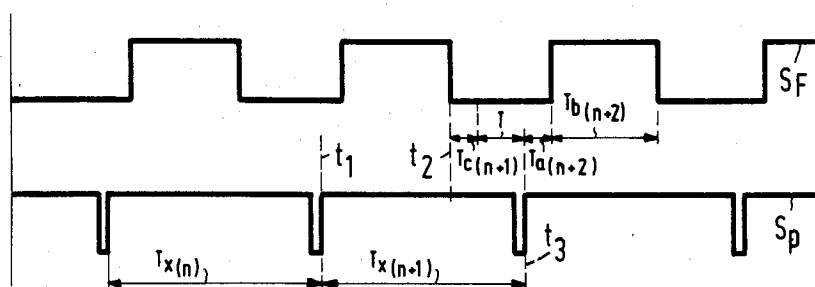 S_F
T_b(n+2)
T
t_1
t_2
T_c(n+1)
T_a(n+2)
S_p
t_3
T_x(n)
T_x(n+1)